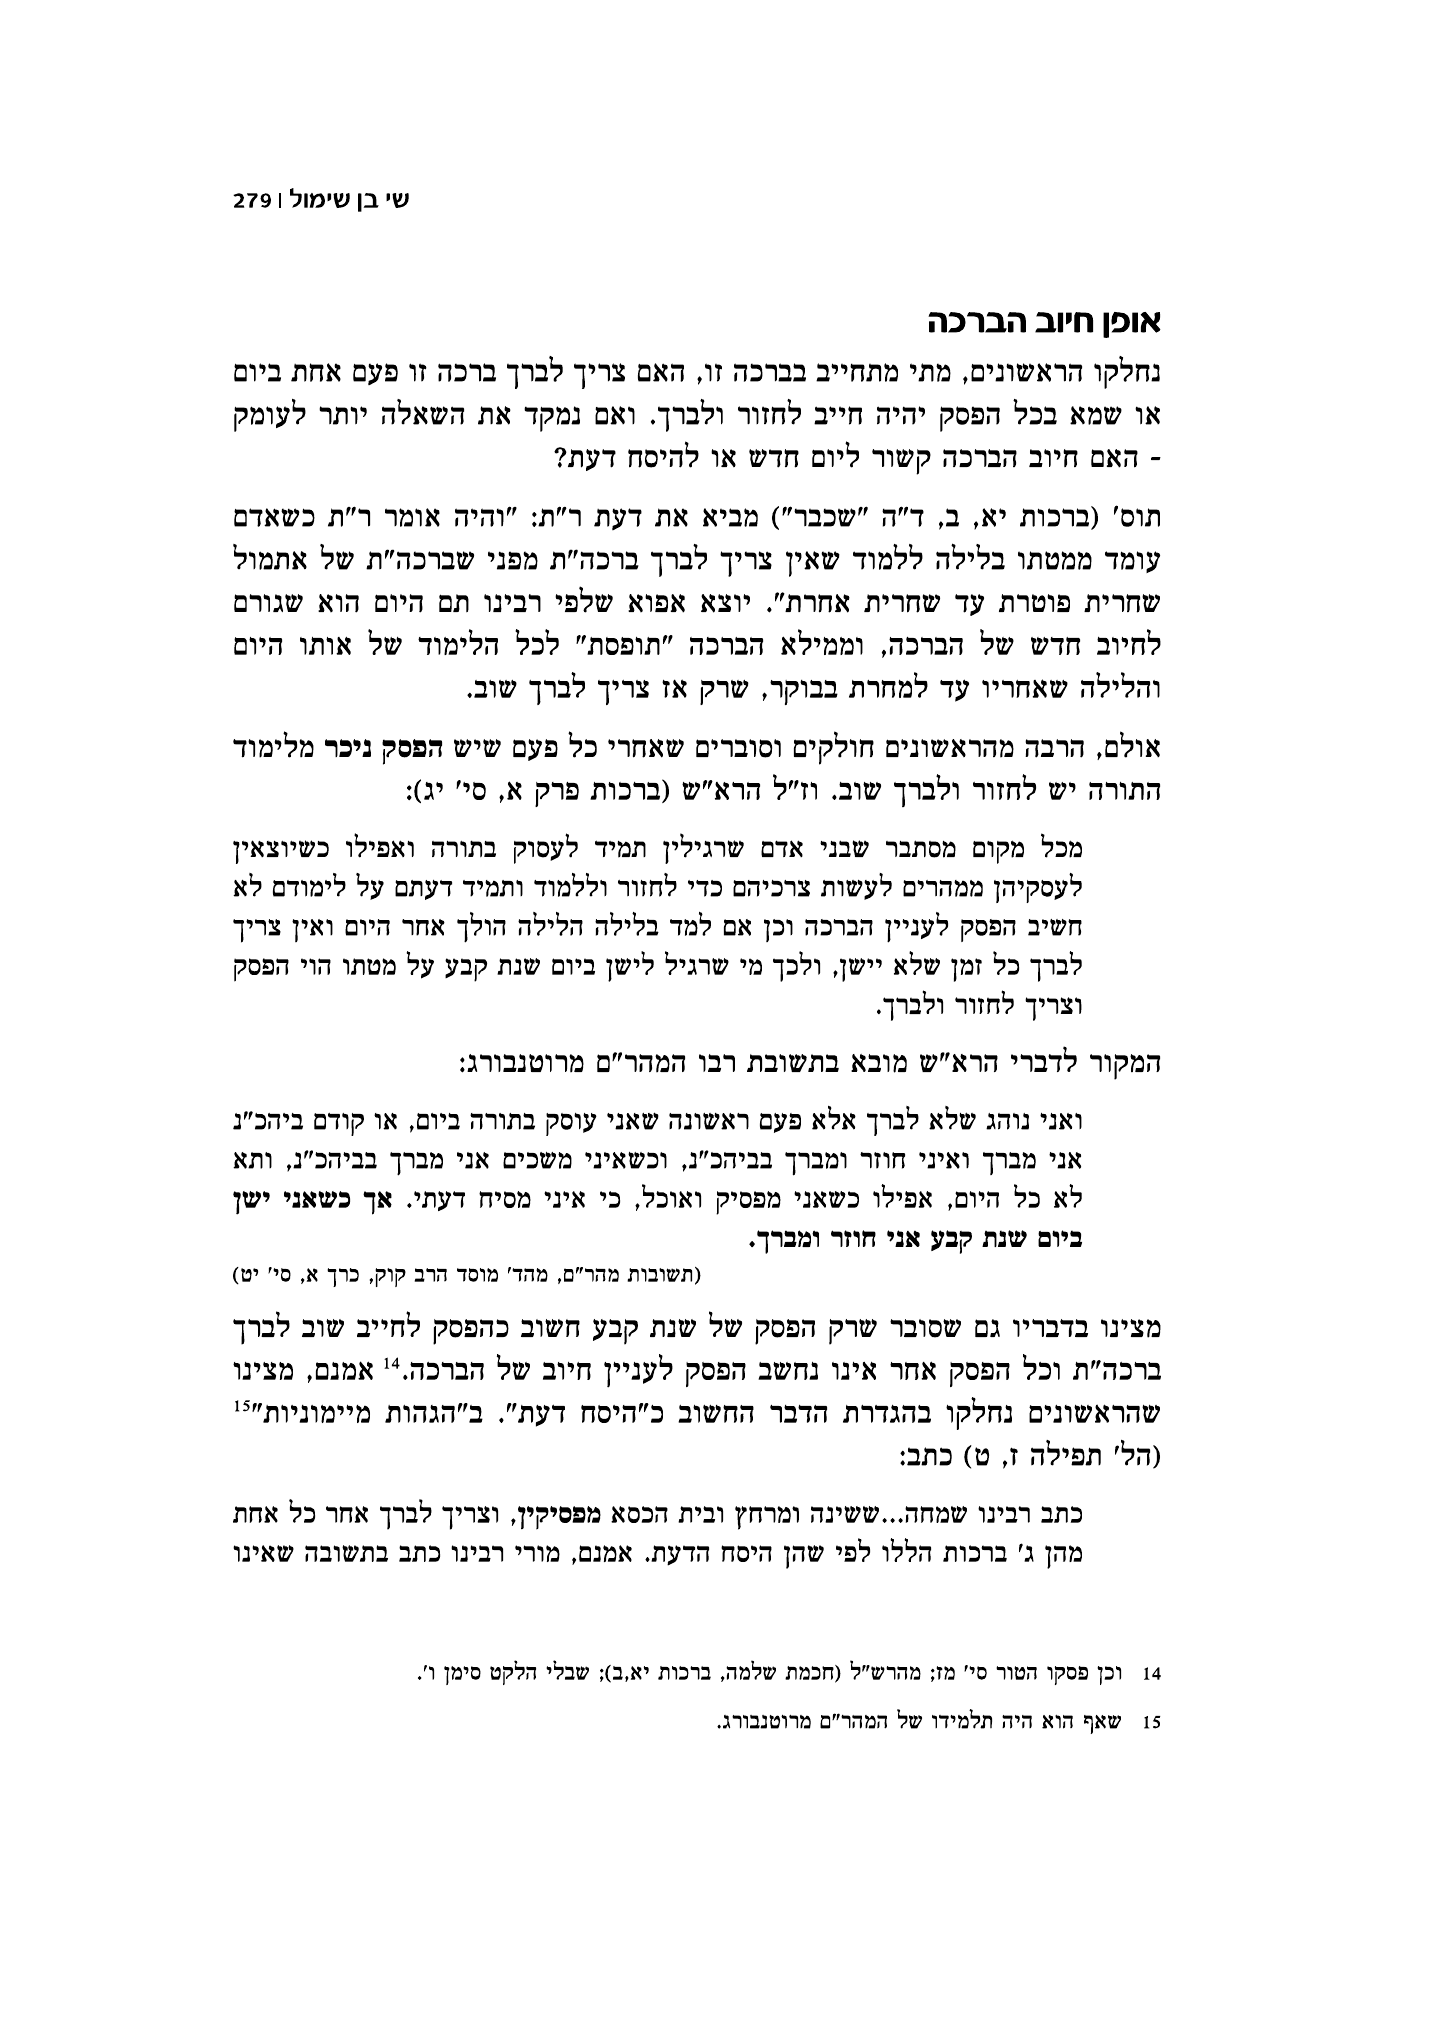 שי בן שימול | 279
אופן חיוב הברכה
נחלקו הראשונים, מתי מתחייב בברכה זו, האם צריך לברך ברכה זו פעם אחת ביום
או שמא בכל הפסק יהיה חייב לחזור ולברך. ואם נמקד את השאלה יותר לעומק
- האם חיוב הברכה קשור ליום חדש או להיסח דעת?
תוס' (ברכות יא, ב, ד"ה "שכבר") מביא את דעת ר"ת: "והיה אומר ר"ת כשאדם
עומד ממטתו בלילה ללמוד שאין צריך לברך ברכה"ת מפני שברכה"ת של אתמול
שחרית פוטרת עד שחרית אחרת". יוצא אפוא שלפי רבינו תם היום הוא שגורם
לחיוב חדש של הברכה, וממילא הברכה "תופסת" לכל הלימוד של אותו היום
והלילה שאחריו עד למחרת בבוקר, שרק אז צריך לברך שוב.
אולם, הרבה מהראשונים חולקים וסוברים שאחרי כל פעם שיש הפסק ניכר מלימוד
התורה יש לחזור ולברך שוב. וז"ל הרא"ש (ברכות פרק א, סי' יג):
מכל מקום מסתבר שבני אדם שרגילין תמיד לעסוק בתורה ואפילו כשיוצאין
לעסקיהן ממהרים לעשות צרכיהם כדי לחזור וללמוד ותמיד דעתם על לימודם לא
חשיב הפסק לעניין הברכה וכן אם למד בלילה הלילה הולך אחר היום ואין צריך
לברך כל זמן שלא יישן, ולכך מי שרגיל לישן ביום שנת קבע על מטתו הוי הפסק
וצריך לחזור ולברך.
המקור לדברי הרא"ש מובא בתשובת רבו המהר"ם מרוטנבורג:
ואני נוהג שלא לברך אלא פעם ראשונה שאני עוסק בתורה ביום, או קודם ביהכ"נ
אני מברך ואיני חוזר ומברך בביהכ"נ, וכשאיני משכים אני מברך בביהכ"נ, ותא
לא כל היום, אפילו כשאני מפסיק ואוכל, כי איני מסיח דעתי. אך כשאני ישן
ביום שנת קבע אני חוזר ומברך.
(תשובות מהר"ם, מהד' מוסד הרב קוק, כרך א, סי' יט)
מצינו בדבריו גם שסובר שרק הפסק של שנת קבע חשוב כהפסק לחייב שוב לברך
ברכה"ת וכל הפסק אחר אינו נחשב הפסק לעניין חיוב של הברכה.14 אמנם, מצינו
שהראשונים נחלקו בהגדרת הדבר החשוב כ"היסח דעת". ב"הגהות מיימוניות"15
(הל' תפילה ז, ט) כתב:
כתב רבינו שמחה...ששינה ומרחץ ובית הכסא מפסיקין, וצריך לברך אחר כל אחת
מהן ג' ברכות הללו לפי שהן היסח הדעת. אמנם, מורי רבינו כתב בתשובה שאינו
14 וכן פסקו הטור סי' מז; מהרש"ל (חכמת שלמה, ברכות יא,ב); שבלי הלקט סימן ו'.
15 שאף הוא היה תלמידו של המהר"ם מרוטנבורג.